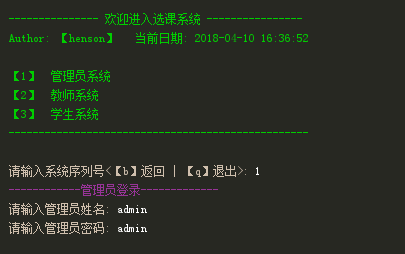 --------------- 欢迎进入选课系统 ----------------
Author: 【henson】   当前日期: 2018-04-10 16:36:52
【1】  管理员系统
【2】  教师系统
【3】  学生系统
--------------------------------------------------
请输入系统序列号<【b】返回 | 【q】退出>: 1
------------管理员登录-------------
请输入管理员姓名: admin
请输入管理员密码: admin